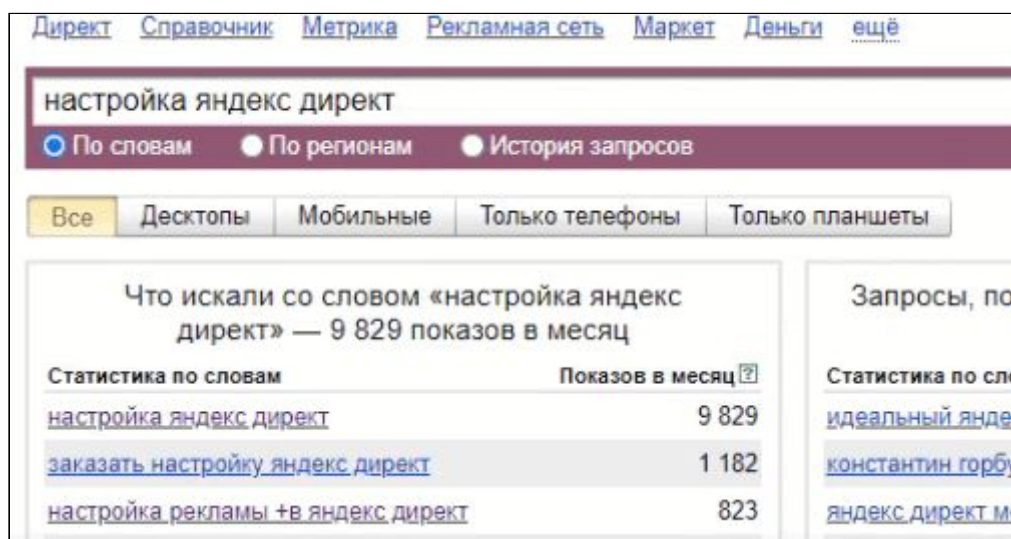 Директ Справочник Метрика Рекламная сеть Маркет Деньги ещё
настройка яндекс директ
По словам По регионам История запросов
Все Десктопы Мобильные Только телефоны Только планшеты
Что искали со словом «настройка яндекс
директ» — 9 829 показов в месяц
Статистика по словам Показов в месяц ?
настройка яндекс директ 9 829
заказать настройку яндекс директ 1 182
настройка рекламы +в яндекс директ 823
Запросы, по
Статистика по сло
идеальный янде
константин горбу
яндекс директ м